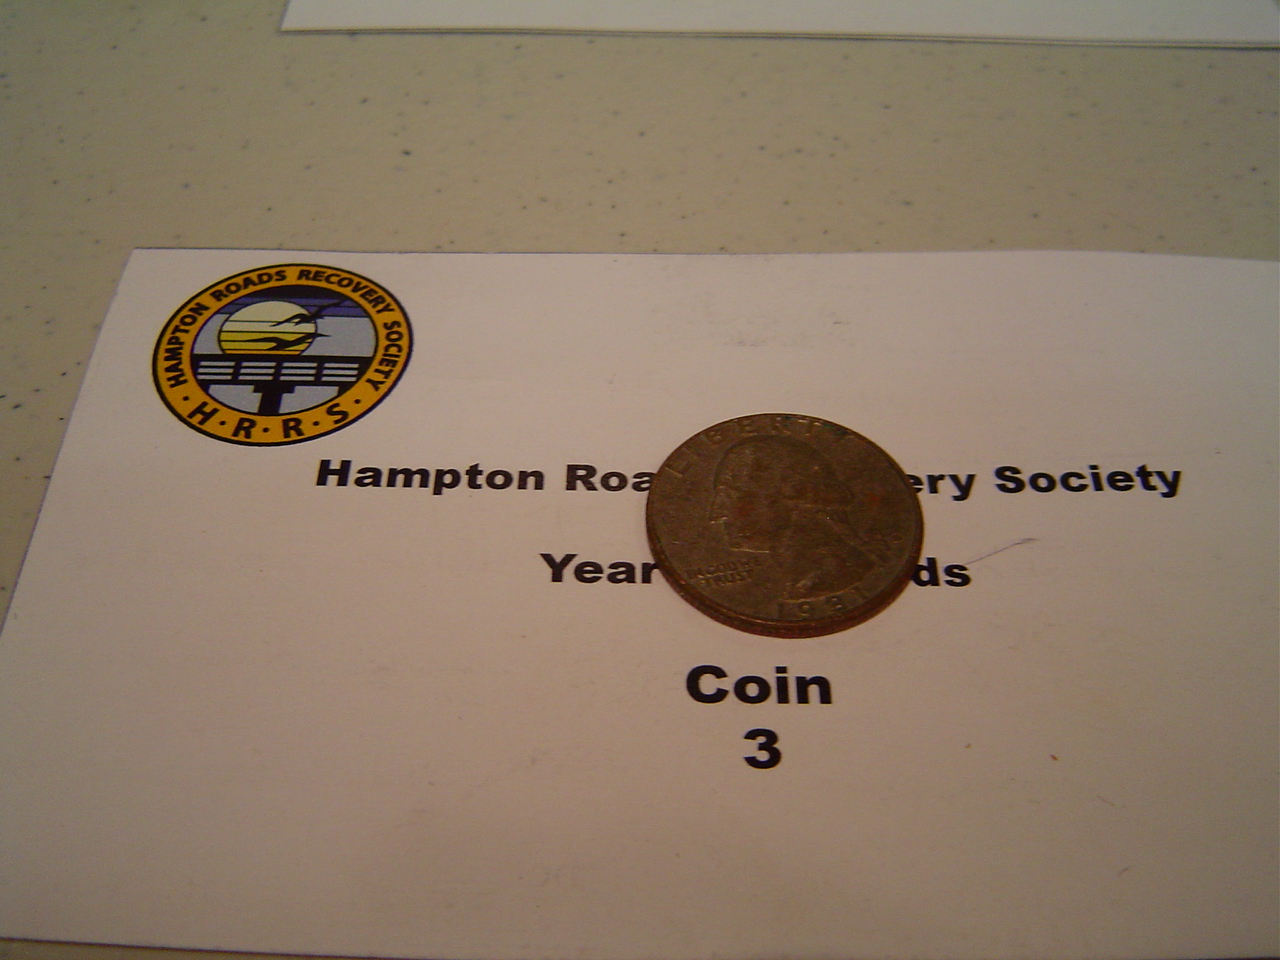 HAMPTON ROADS RECOVERY SOCIETY
· H · R · R · S ·
Hampton Roa ery Society
Year ds
LIBERTY
IN GOD WE
TRUST
Coin
3